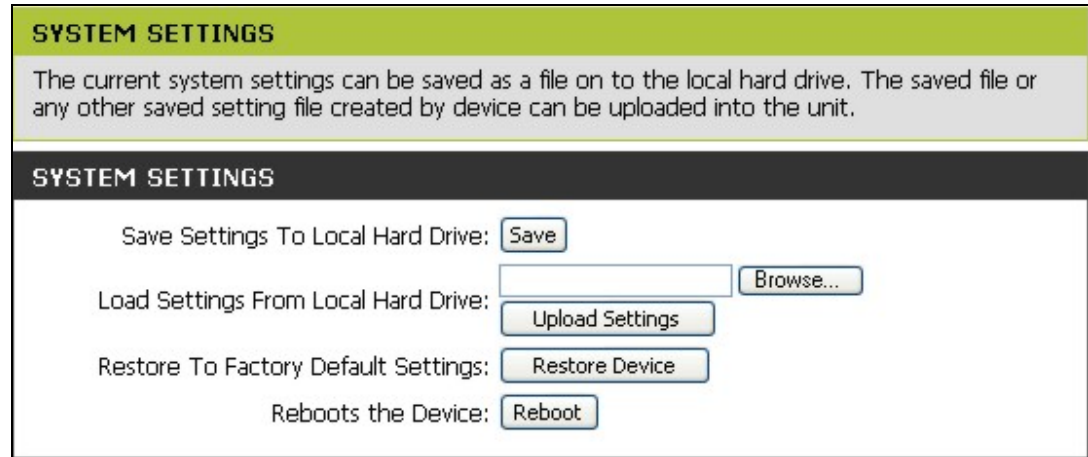 SYSTEM SETTINGS
The current system settings can be saved as a file on to the local hard drive. The saved file or
any other saved setting file created by device can be uploaded into the unit.
SYSTEM SETTINGS
Save Settings To Local Hard Drive: Save
Load Settings From Local Hard Drive: Browse...
Upload Settings
Restore To Factory Default Settings: Restore Device
Reboots the Device: Reboot